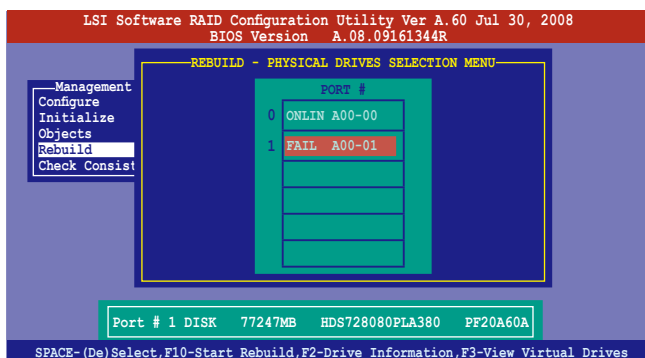 LSI Software RAID Configuration Utility Ver A.60 Jul 30, 2008
BIOS Version A.08.09161344R
REBUILD - PHYSICAL DRIVES SELECTION MENU
Management
Configure
Initialize
Objects
Rebuild
Check Consist
PORT #
0 ONLIN A00-00
1 FAIL A00-01
Port # 1 DISK 77247MB HDS728080PLA380 PF20A60A
SPACE-(De)Select,F10-Start Rebuild,F2-Drive Information,F3-View Virtual Drives